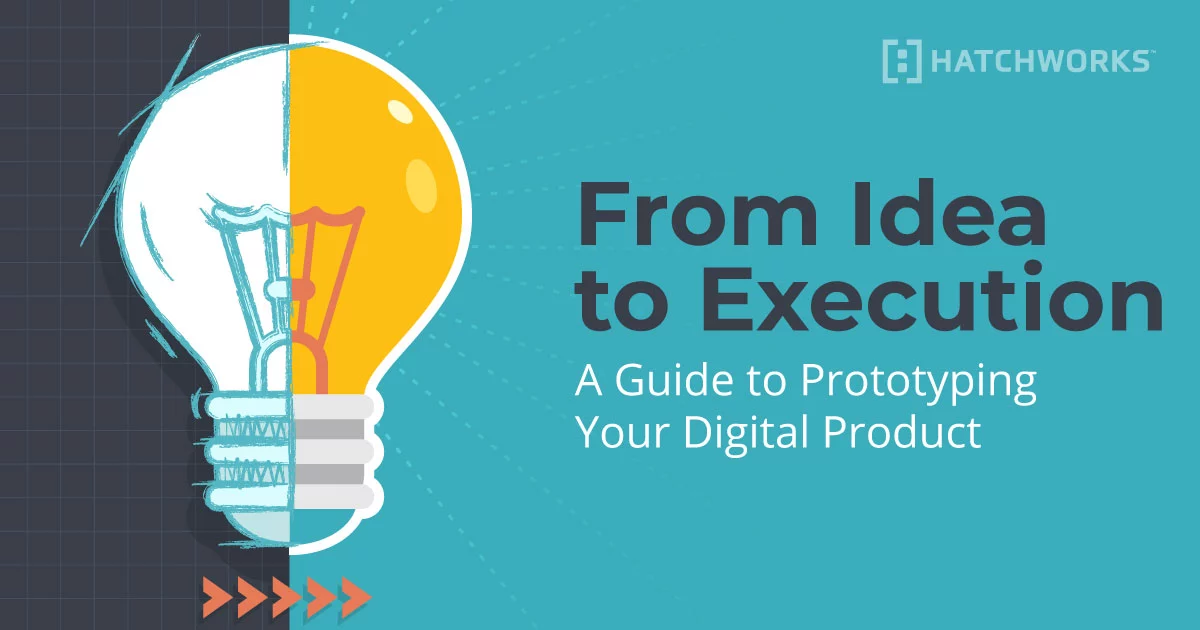 HATCHWORKS™
From Idea
to Execution
A Guide to Prototyping
Your Digital Product